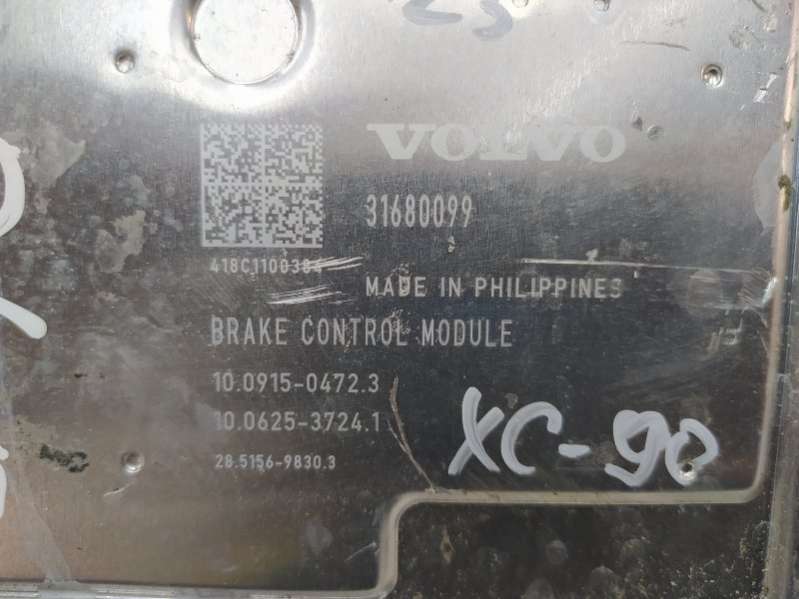 VOLVO
31680099
MADE IN PHILIPPINES
BRAKE CONTROL MODULE
10.0915-0472.3
10.0625-3724.1
28.5156-9830.3
XC-90